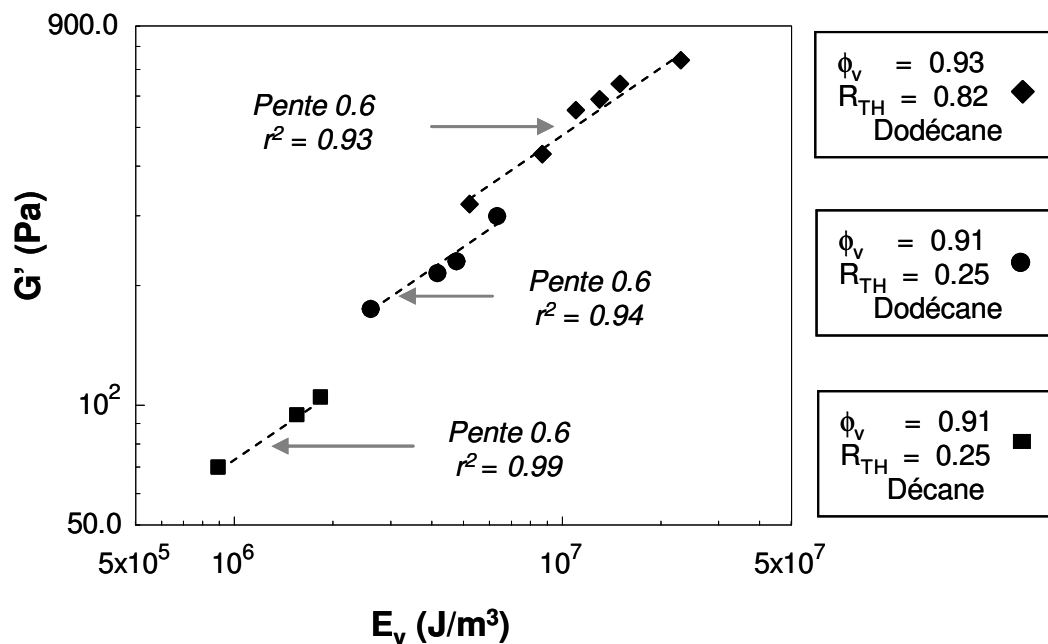 900.0
Pente 0.6
r² = 0.93
Pente 0.6
r² = 0.94
10²
Pente 0.6
r² = 0.99
50.0
5x10⁵
10⁶
10⁷
5x10⁷
G' (Pa)
E_v (J/m³)
ϕ_v = 0.93
R_TH = 0.82
Dodécane
ϕ_v = 0.91
R_TH = 0.25
Dodécane
ϕ_v = 0.91
R_TH = 0.25
Décane